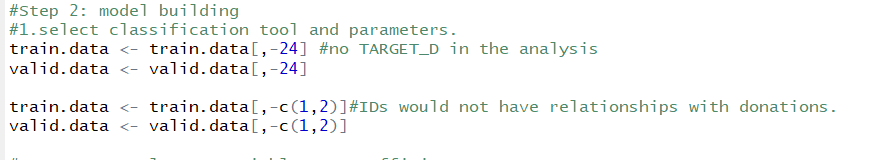 #Step 2: model building
#1.select classification tool and parameters.
train.data <- train.data[,-24] #no TARGET_D in the analysis
valid.data <- valid.data[,-24]
train.data <- train.data[,-c(1,2)]#IDs would not have relationships with donations.
valid.data <- valid.data[,-c(1,2)]